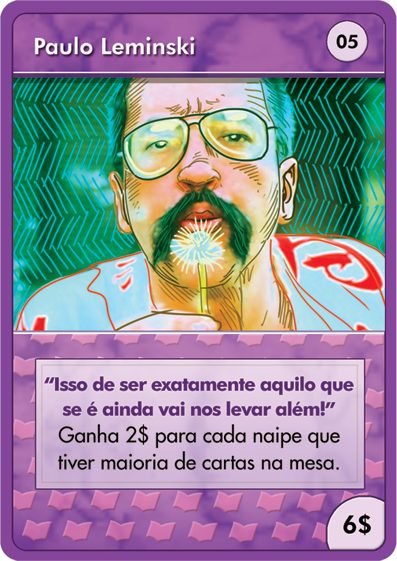 Paulo Leminski
05
“Isso de ser exatamente aquilo que
se é ainda vai nos levar além!”
Ganha 2$ para cada naipe que
tiver maioria de cartas na mesa.
6$